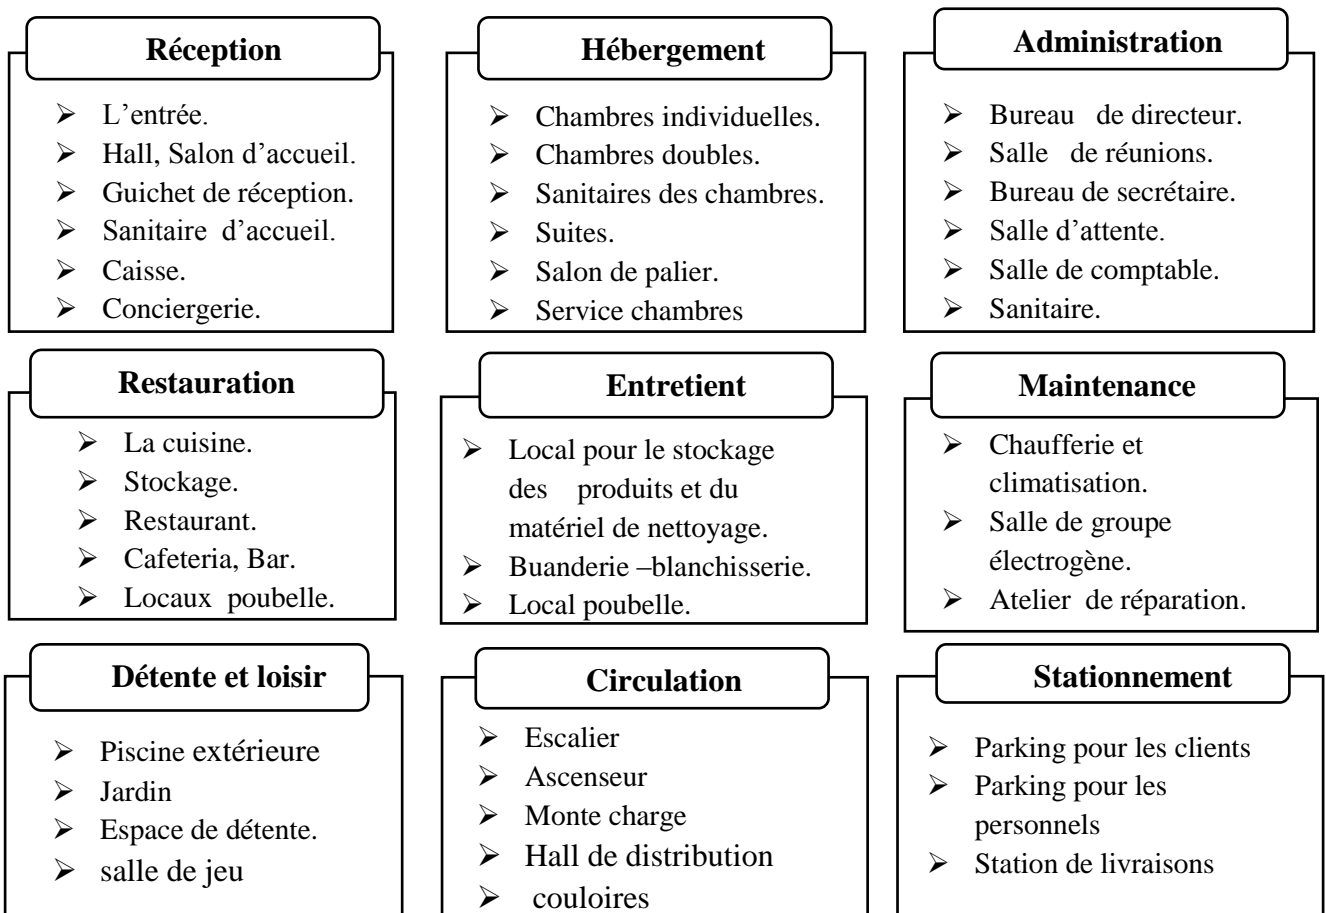 Réception
➢ L’entrée.
➢ Hall, Salon d’accueil.
➢ Guichet de réception.
➢ Sanitaire d’accueil.
➢ Caisse.
➢ Conciergerie.
Hébergement
➢ Chambres individuelles.
➢ Chambres doubles.
➢ Sanitaires des chambres.
➢ Suites.
➢ Salon de palier.
➢ Service chambres
Administration
➢ Bureau de directeur.
➢ Salle de réunions.
➢ Bureau de secrétaire.
➢ Salle d’attente.
➢ Salle de comptable.
➢ Sanitaire.
Restauration
➢ La cuisine.
➢ Stockage.
➢ Restaurant.
➢ Cafeteria, Bar.
➢ Locaux poubelle.
Entretient
➢ Local pour le stockage
des produits et du
matériel de nettoyage.
➢ Buanderie –blanchisserie.
➢ Local poubelle.
Maintenance
➢ Chaufferie et
climatisation.
➢ Salle de groupe
électrogène.
➢ Atelier de réparation.
Détente et loisir
➢ Piscine extérieure
➢ Jardin
➢ Espace de détente.
➢ salle de jeu
Circulation
➢ Escalier
➢ Ascenseur
➢ Monte charge
➢ Hall de distribution
➢ couloires
Stationnement
➢ Parking pour les clients
➢ Parking pour les
personnels
➢ Station de livraisons